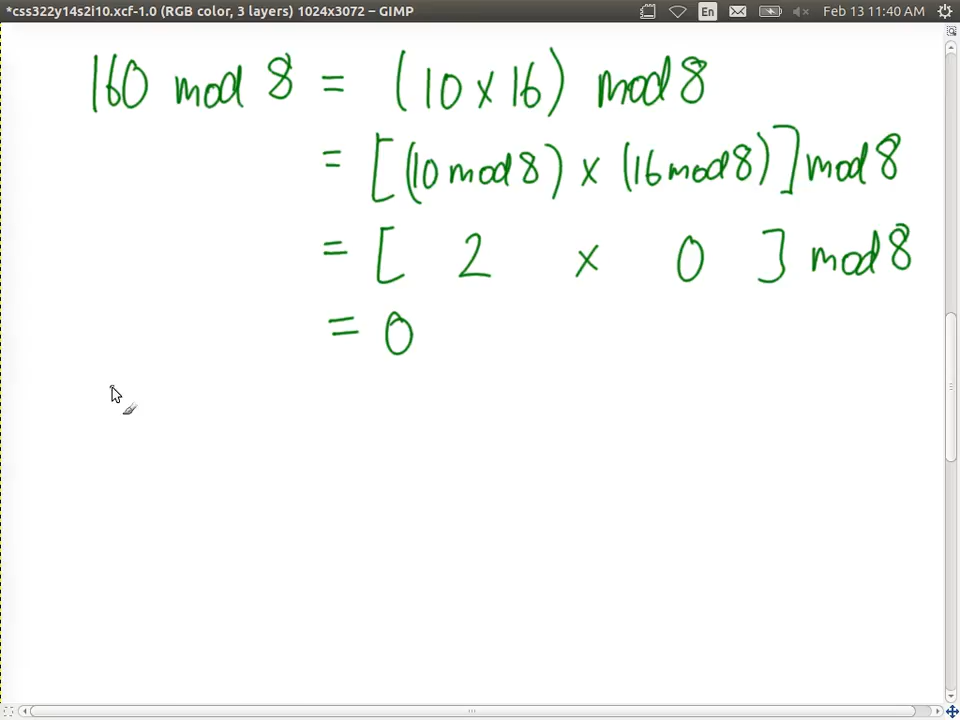 *css322y14s2i10.xcf-1.0 (RGB color, 3 layers) 1024x3072 – GIMP En Feb 13 11:40 AM
160 mod 8 = (10 × 16) mod 8
= [(10 mod 8) × (16 mod 8)] mod 8
= [ 2 × 0 ] mod 8
= 0